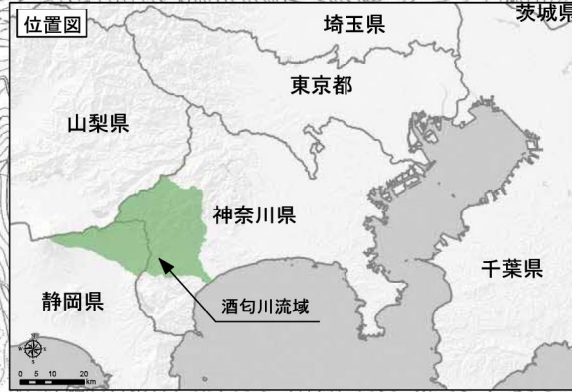 位置図
埼玉県
茨城県
東京都
山梨県
神奈川県
千葉県
静岡県
酒匂川流域
N
W E
S
0 5 10 20
km